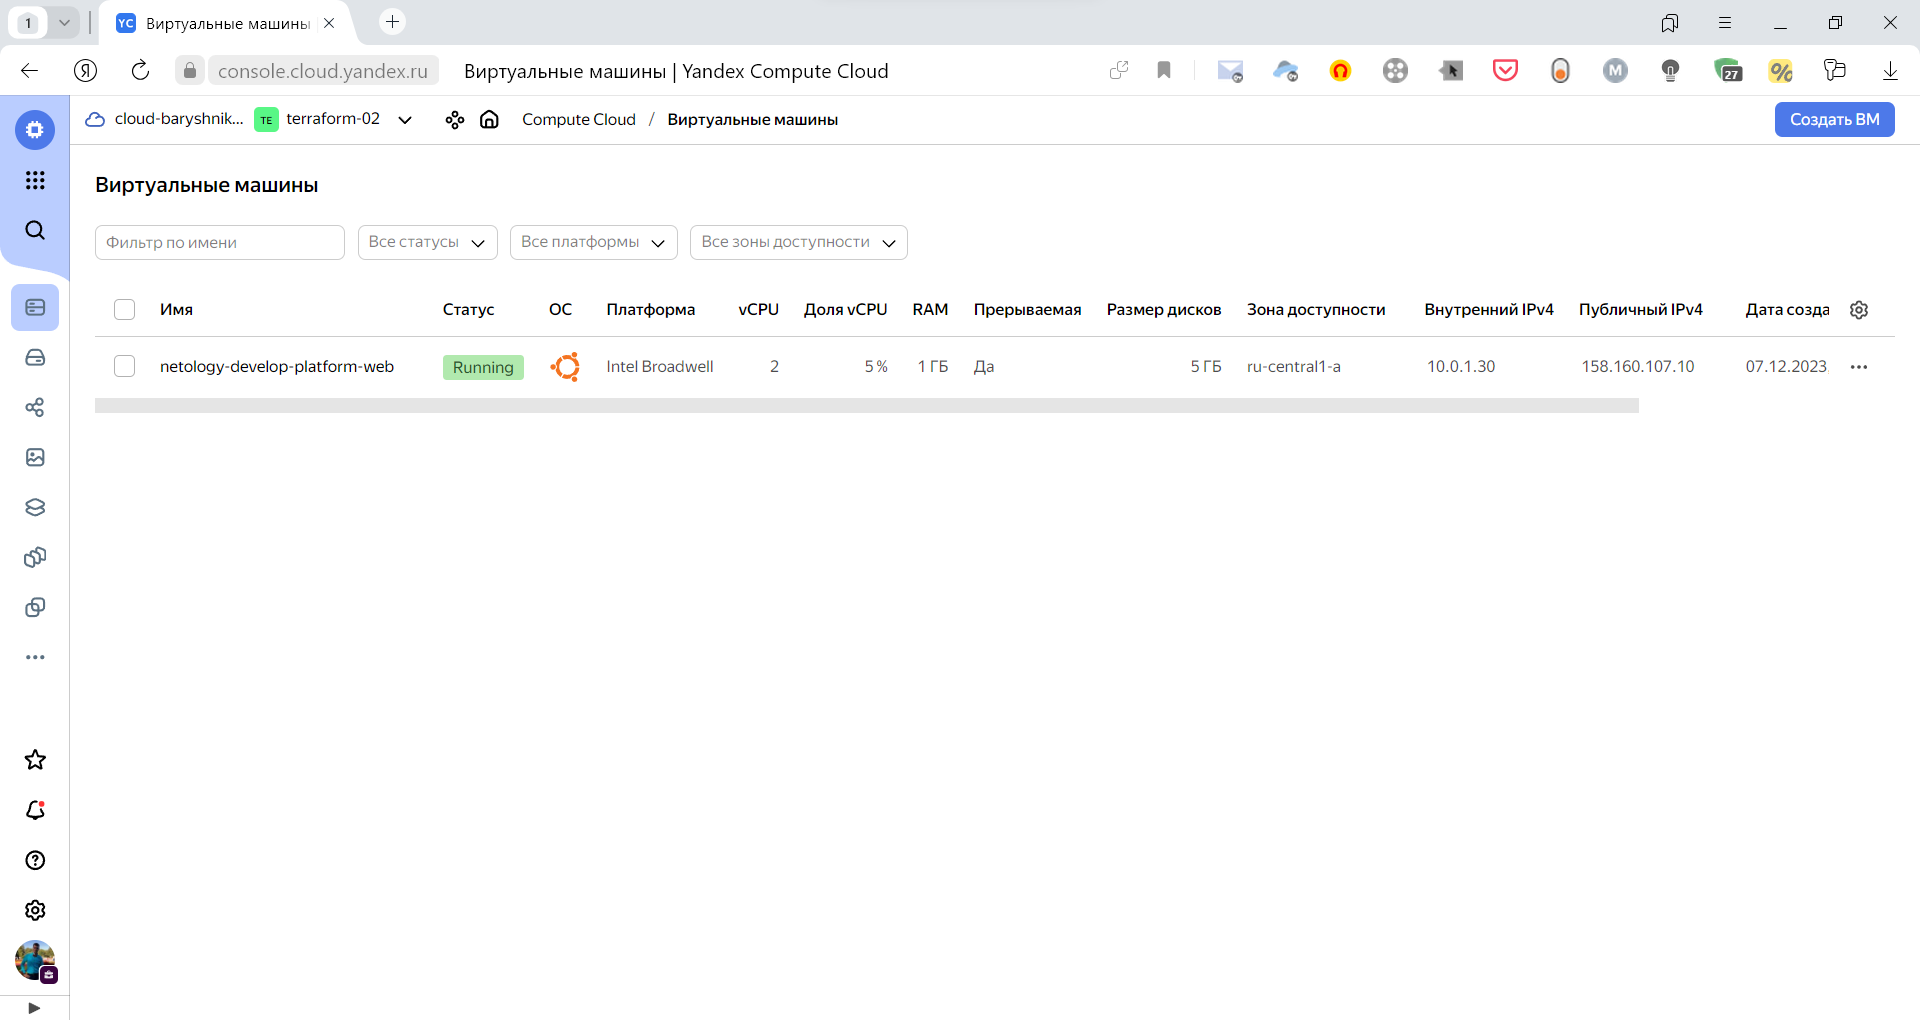 1
YC Виртуальные машины
console.cloud.yandex.ru Виртуальные машины | Yandex Compute Cloud
M 27 %
cloud-baryshnik... TE terraform-02 Compute Cloud / Виртуальные машины Создать ВМ
Виртуальные машины
Фильтр по имени Все статусы Все платформы Все зоны доступности
Имя Статус ОС Платформа vCPU Доля vCPU RAM Прерываемая Размер дисков Зона доступности Внутренний IPv4 Публичный IPv4 Дата созда
netology-develop-platform-web Running Intel Broadwell 2 5 % 1 ГБ Да 5 ГБ ru-central1-a 10.0.1.30 158.160.107.10 07.12.2023,